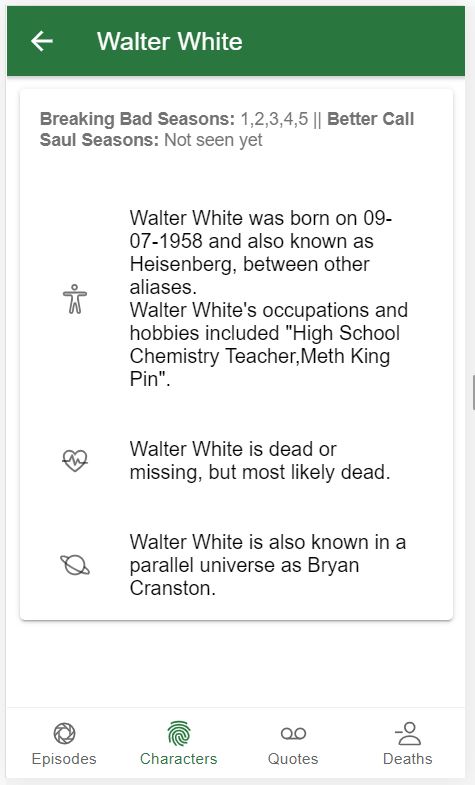 Walter White
Breaking Bad Seasons: 1,2,3,4,5 || Better Call
Saul Seasons: Not seen yet
Walter White was born on 09-
07-1958 and also known as
Heisenberg, between other
aliases.
Walter White's occupations and
hobbies included "High School
Chemistry Teacher,Meth King
Pin".
Walter White is dead or
missing, but most likely dead.
Walter White is also known in a
parallel universe as Bryan
Cranston.
Episodes
Characters
Quotes
Deaths